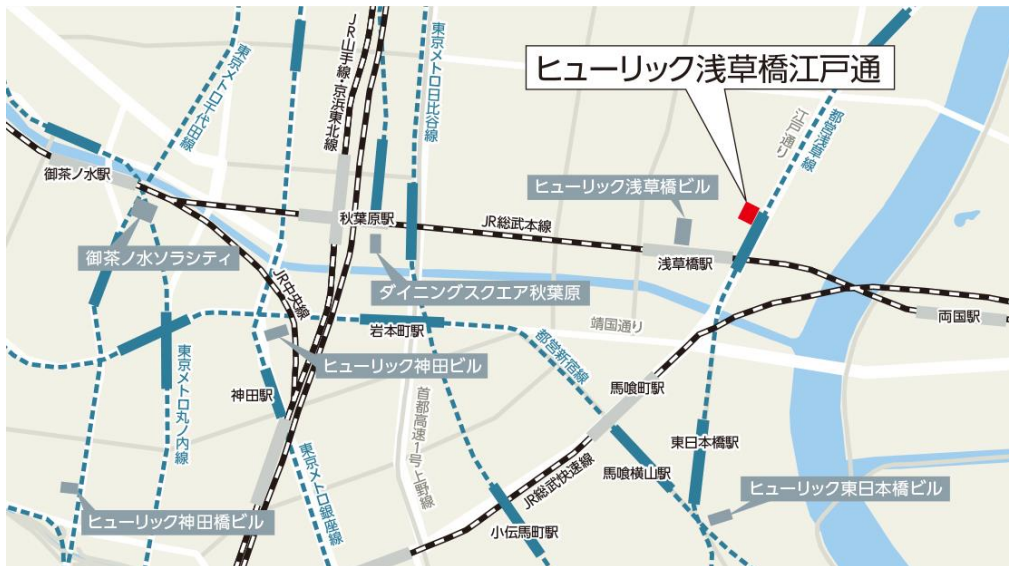 ヒューリック浅草橋江戸通
JR山手線・京浜東北線
東京メトロ日比谷線
東京メトロ千代田線
江戸通り
都営浅草線
御茶ノ水駅
ヒューリック浅草橋ビル
秋葉原駅
JR総武本線
御茶ノ水ソラシティ
浅草橋駅
JR中央線
ダイニングスクエア秋葉原
両国駅
岩本町駅
靖国通り
都営新宿線
ヒューリック神田ビル
東京メトロ丸ノ内線
神田駅
馬喰町駅
首都高速1号上野線
東日本橋駅
東京メトロ銀座線
JR総武快速線
馬喰横山駅
ヒューリック東日本橋ビル
ヒューリック神田橋ビル
小伝馬町駅